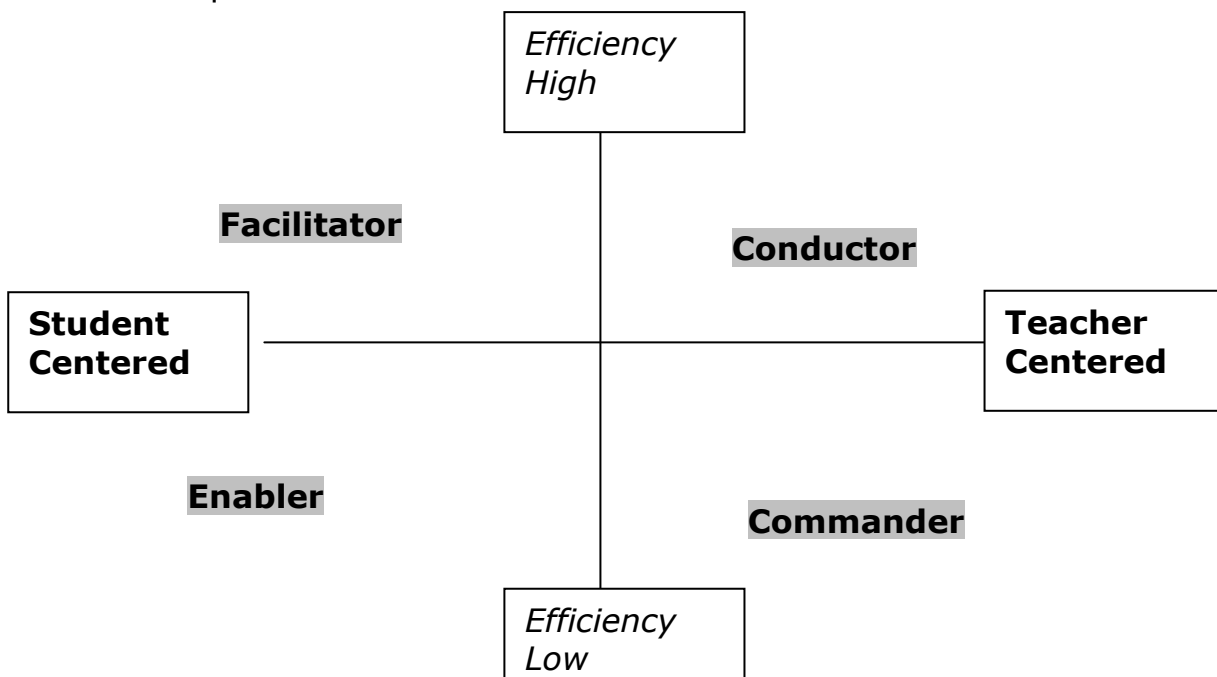 Efficiency
High
Facilitator
Conductor
Student
Centered
Teacher
Centered
Enabler
Commander
Efficiency
Low